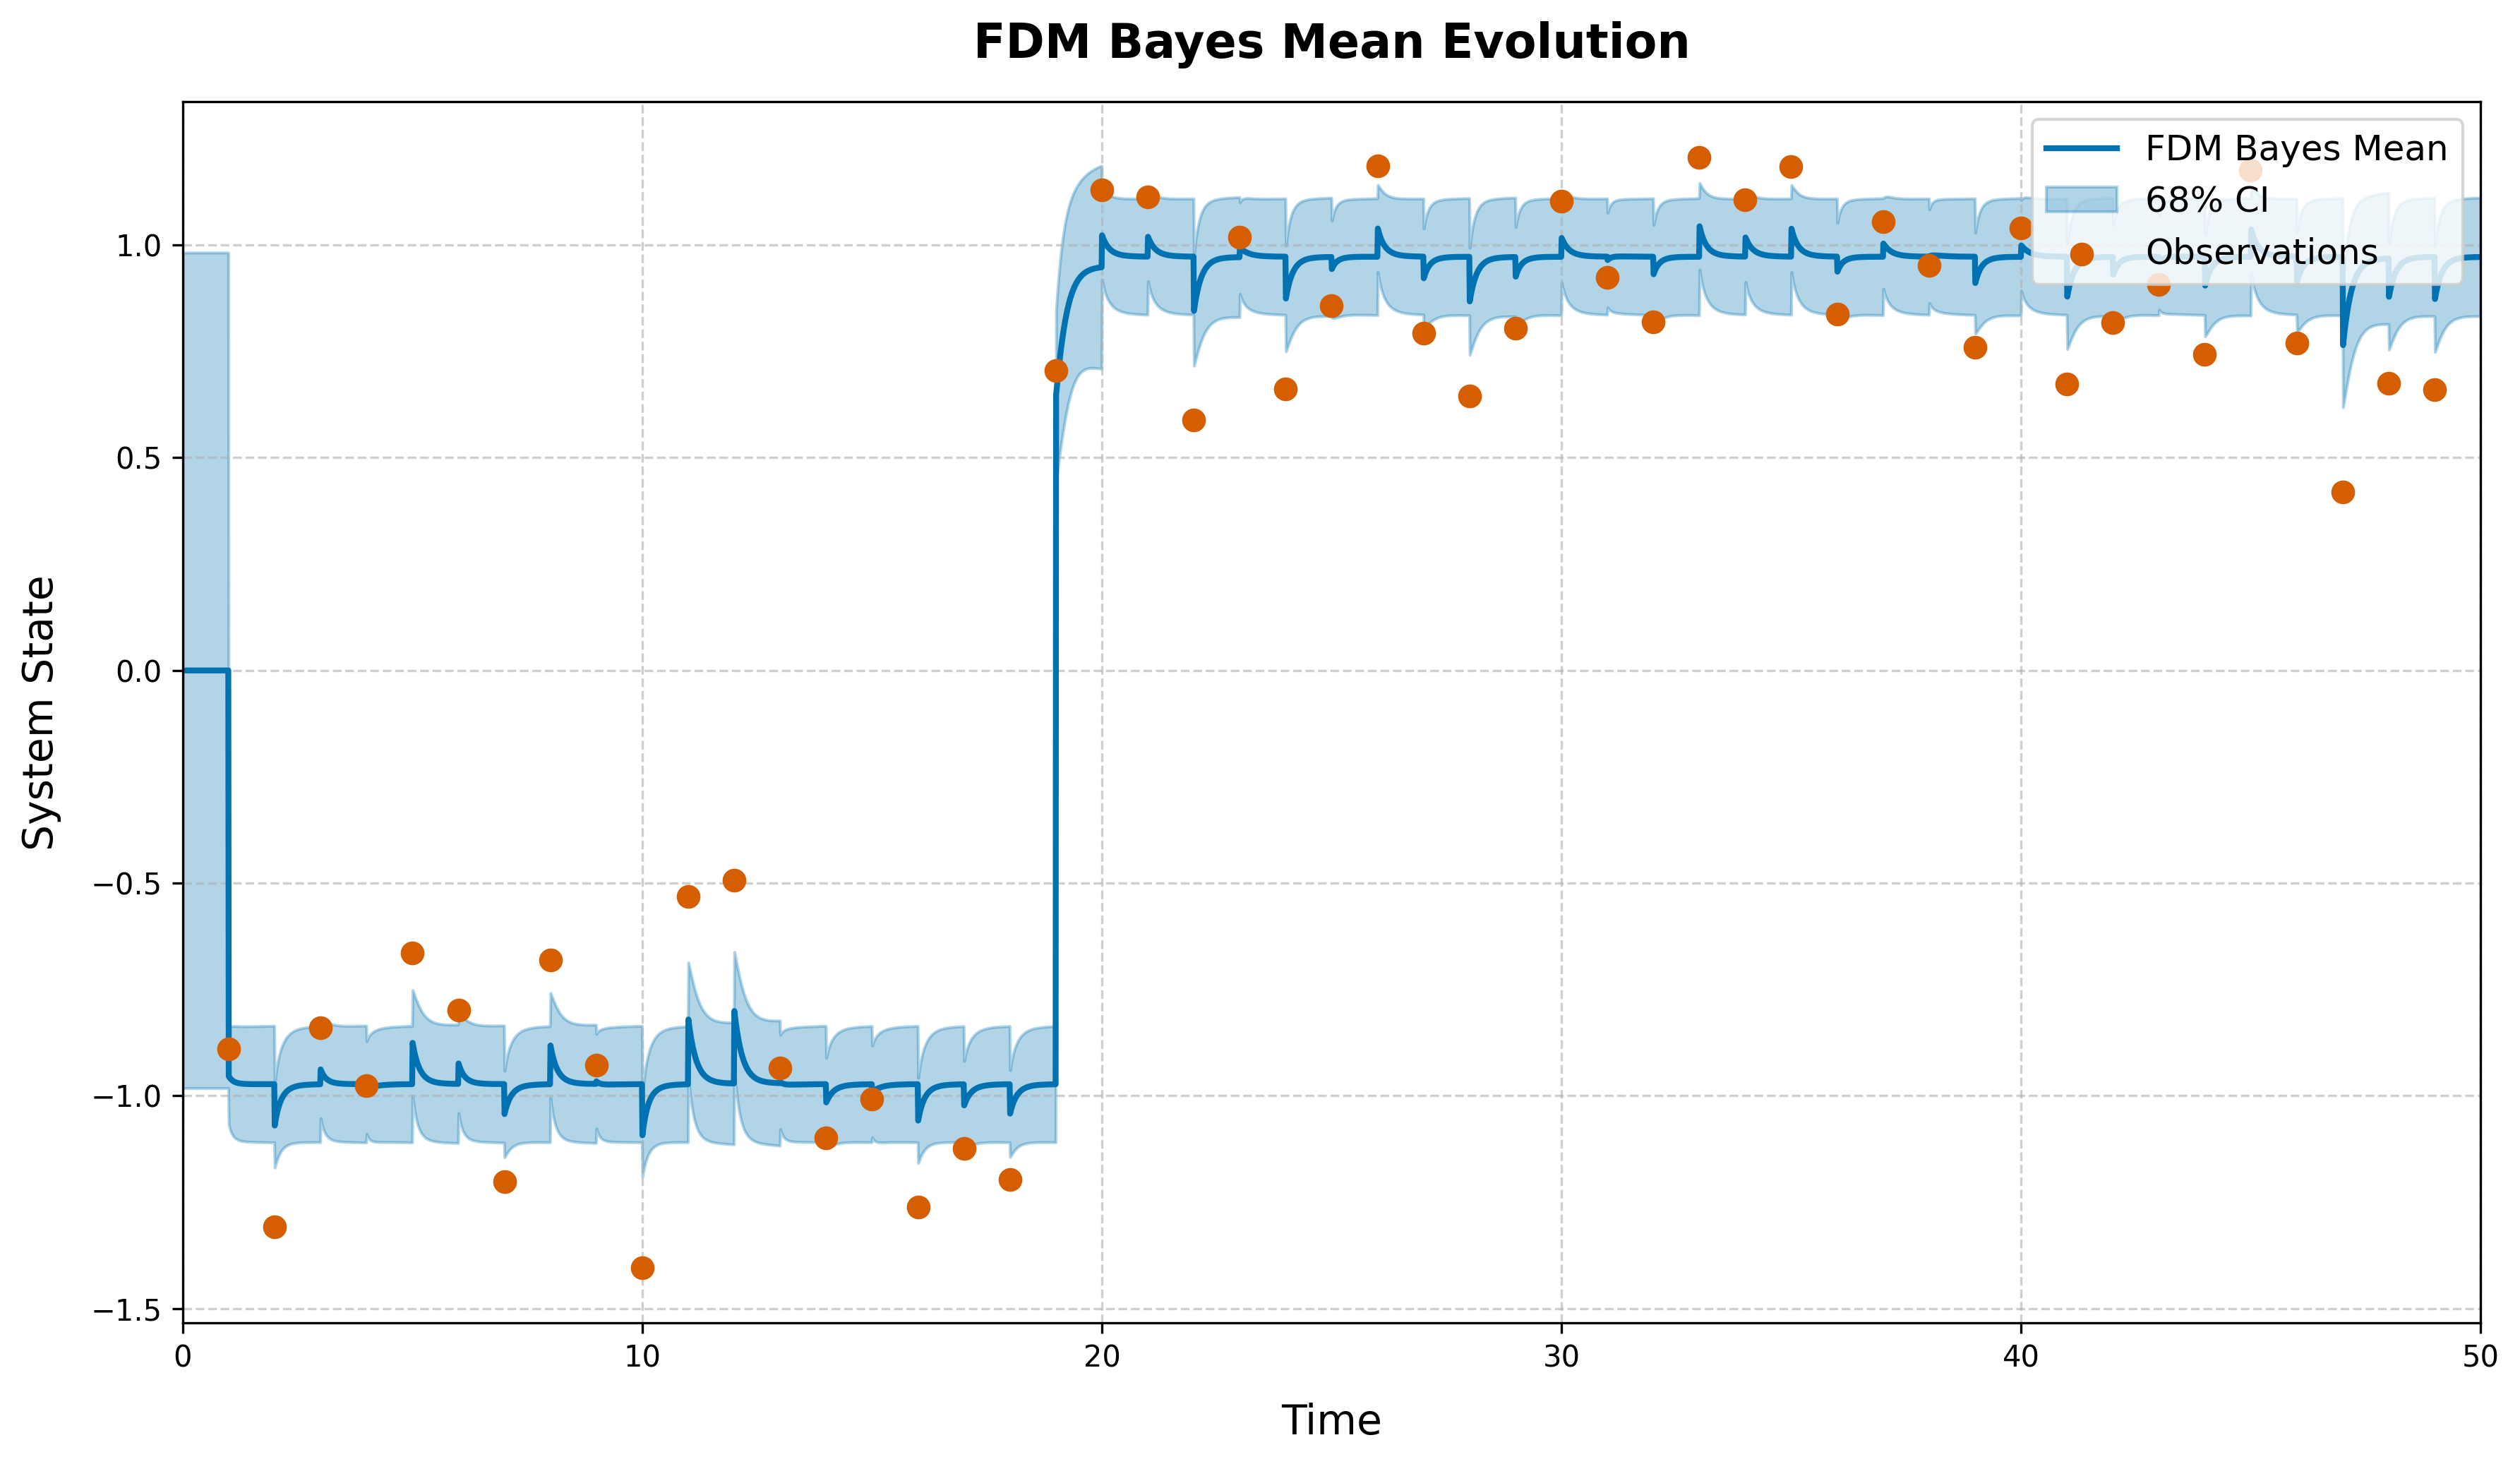 FDM Bayes Mean Evolution
FDM Bayes Mean
68% CI
Observations
System State
1.0
0.5
0.0
−0.5
−1.0
−1.5
0 10 20 30 40 50
Time